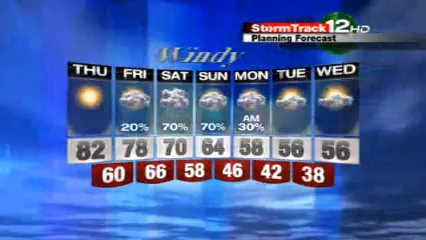 StormTrack 12 HD
Planning Forecast
Windy
THU FRI SAT SUN MON TUE WED
20% 70% 70% AM 30%
82 78 70 64 58 56 56
60 66 58 46 42 38